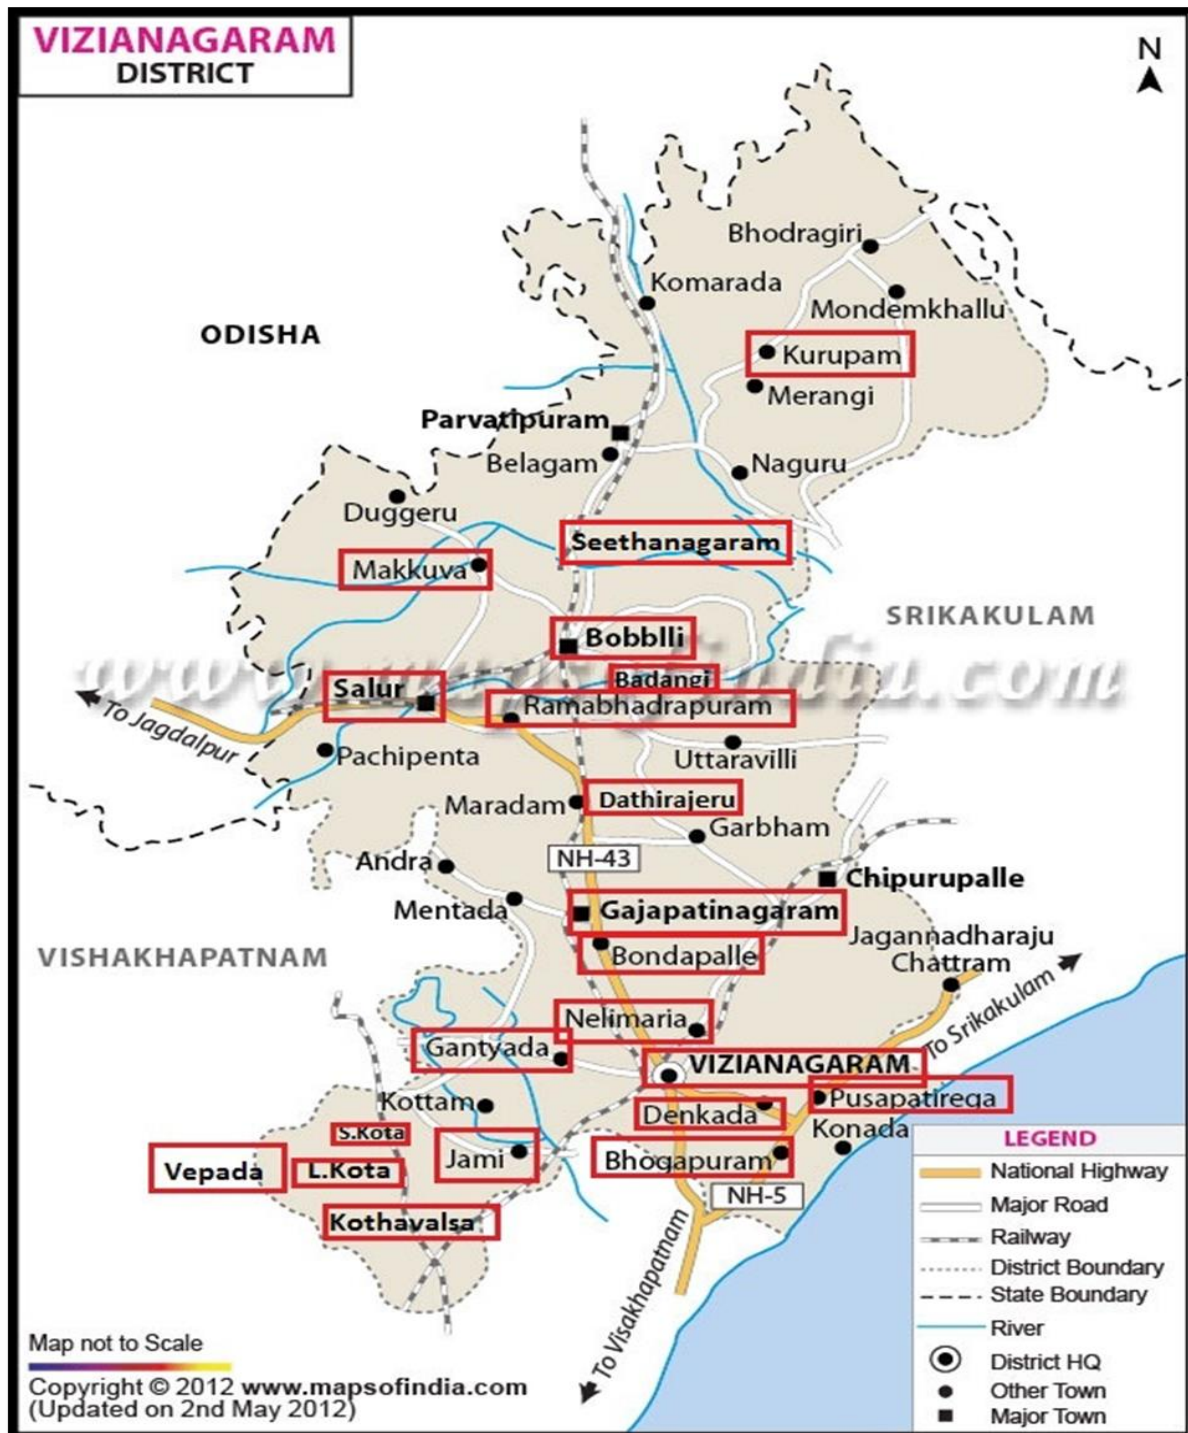 VIZIANAGARAM
DISTRICT
N
Bhodragiri
Komarada
Mondemkhallu
ODISHA
Kurupam
Merangi
Parvatipuram
Belagam
Naguru
Duggeru
Seethanagaram
Makkuva
SRIKAKULAM
Bobblli
www.mapsofindia.com
Badangi
Salur
Ramabhadrapuram
To Jagdalpur
Pachipenta
Uttaravilli
Maradam
Dathirajeru
Garbham
Andra
NH-43
Chipurupalle
Mentada
Gajapatinagaram
Jagannadharaju
Chattram
VISHAKHAPATNAM
Bondapalle
To Srikakulam
Nelimaria
Gantyada
VIZIANAGARAM
Kottam
Denkada
Pusapatirega
S.Kota
Konada
Vepada
L.Kota
Jami
Bhogapuram
NH-5
Kothavalsa
To Visakhapatnam
LEGEND
National Highway
Major Road
Railway
District Boundary
State Boundary
River
District HQ
Other Town
Major Town
Map not to Scale
Copyright © 2012 www.mapsofindia.com
(Updated on 2nd May 2012)